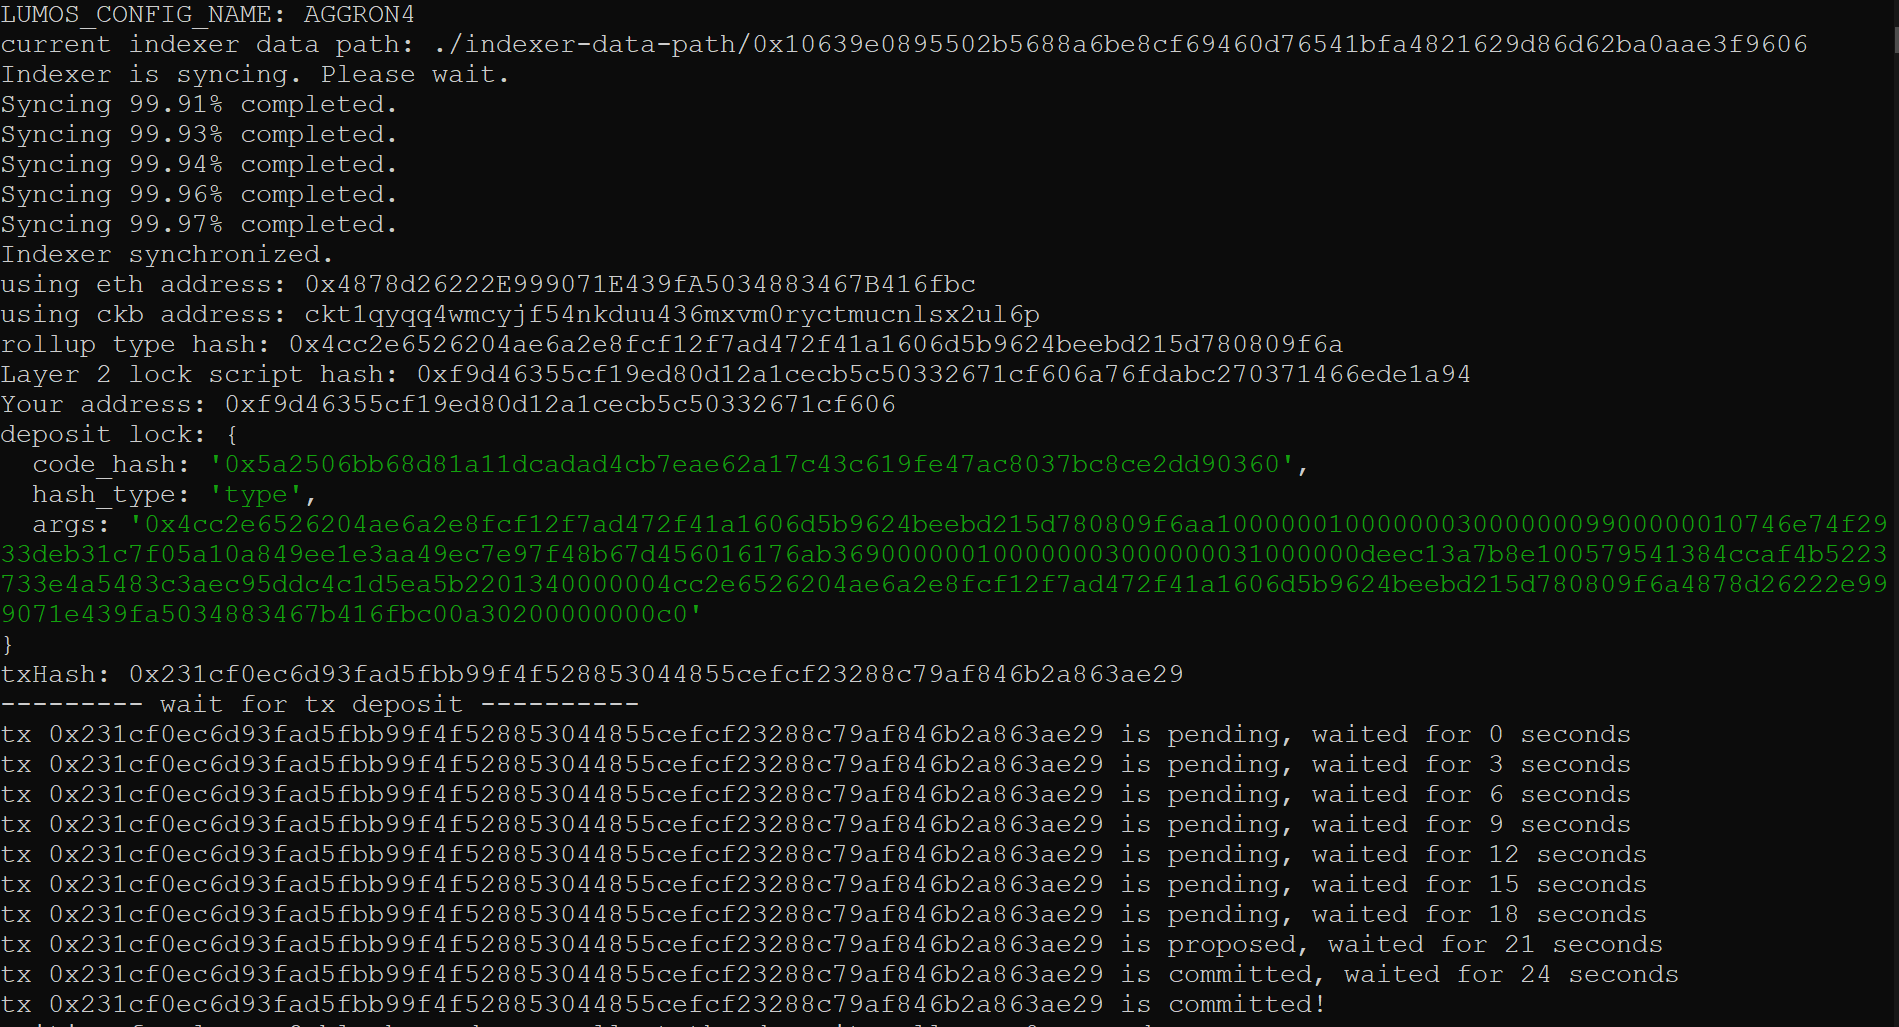 LUMOS_CONFIG_NAME: AGGRON4
current indexer data path: ./indexer-data-path/0x10639e0895502b5688a6be8cf69460d76541bfa4821629d86d62ba0aae3f9606
Indexer is syncing. Please wait.
Syncing 99.91% completed.
Syncing 99.93% completed.
Syncing 99.94% completed.
Syncing 99.96% completed.
Syncing 99.97% completed.
Indexer synchronized.
using eth address: 0x4878d26222E999071E439fA5034883467B416fbc
using ckb address: ckt1qyqq4wmcyjf54nkduu436mxvm0ryctmucnlsx2ul6p
rollup type hash: 0x4cc2e6526204ae6a2e8fcf12f7ad472f41a1606d5b9624beebd215d780809f6a
Layer 2 lock script hash: 0xf9d46355cf19ed80d12a1cecb5c50332671cf606a76fdabc270371466ede1a94
Your address: 0xf9d46355cf19ed80d12a1cecb5c50332671cf606
deposit lock: {
  code_hash: '0x5a2506bb68d81a11dcadad4cb7eae62a17c43c619fe47ac8037bc8ce2dd90360',
  hash_type: 'type',
  args: '0x4cc2e6526204ae6a2e8fcf12f7ad472f41a1606d5b9624beebd215d780809f6aa10000001000000030000000990000001074​6e74f29
33deb31c7f05a10a849ee1e3aa49ec7e97f48b67d456016176ab3690000000100000003000000031000000deec13a7b8e100579541384ccaf4b5223
733e4a5483c3aec95ddc4c1d5ea5b2201340000004cc2e6526204ae6a2e8fcf12f7ad472f41a1606d5b9624beebd215d780809f6a4878d26222e99
9071e439fa5034883467b416fbc00a30200000000c0'
}
txHash: 0x231cf0ec6d93fad5fbb99f4f528853044855cefcf23288c79af846b2a863ae29
--------- wait for tx deposit ----------
tx 0x231cf0ec6d93fad5fbb99f4f528853044855cefcf23288c79af846b2a863ae29 is pending, waited for 0 seconds
tx 0x231cf0ec6d93fad5fbb99f4f528853044855cefcf23288c79af846b2a863ae29 is pending, waited for 3 seconds
tx 0x231cf0ec6d93fad5fbb99f4f528853044855cefcf23288c79af846b2a863ae29 is pending, waited for 6 seconds
tx 0x231cf0ec6d93fad5fbb99f4f528853044855cefcf23288c79af846b2a863ae29 is pending, waited for 9 seconds
tx 0x231cf0ec6d93fad5fbb99f4f528853044855cefcf23288c79af846b2a863ae29 is pending, waited for 12 seconds
tx 0x231cf0ec6d93fad5fbb99f4f528853044855cefcf23288c79af846b2a863ae29 is pending, waited for 15 seconds
tx 0x231cf0ec6d93fad5fbb99f4f528853044855cefcf23288c79af846b2a863ae29 is pending, waited for 18 seconds
tx 0x231cf0ec6d93fad5fbb99f4f528853044855cefcf23288c79af846b2a863ae29 is proposed, waited for 21 seconds
tx 0x231cf0ec6d93fad5fbb99f4f528853044855cefcf23288c79af846b2a863ae29 is committed, waited for 24 seconds
tx 0x231cf0ec6d93fad5fbb99f4f528853044855cefcf23288c79af846b2a863ae29 is committed!